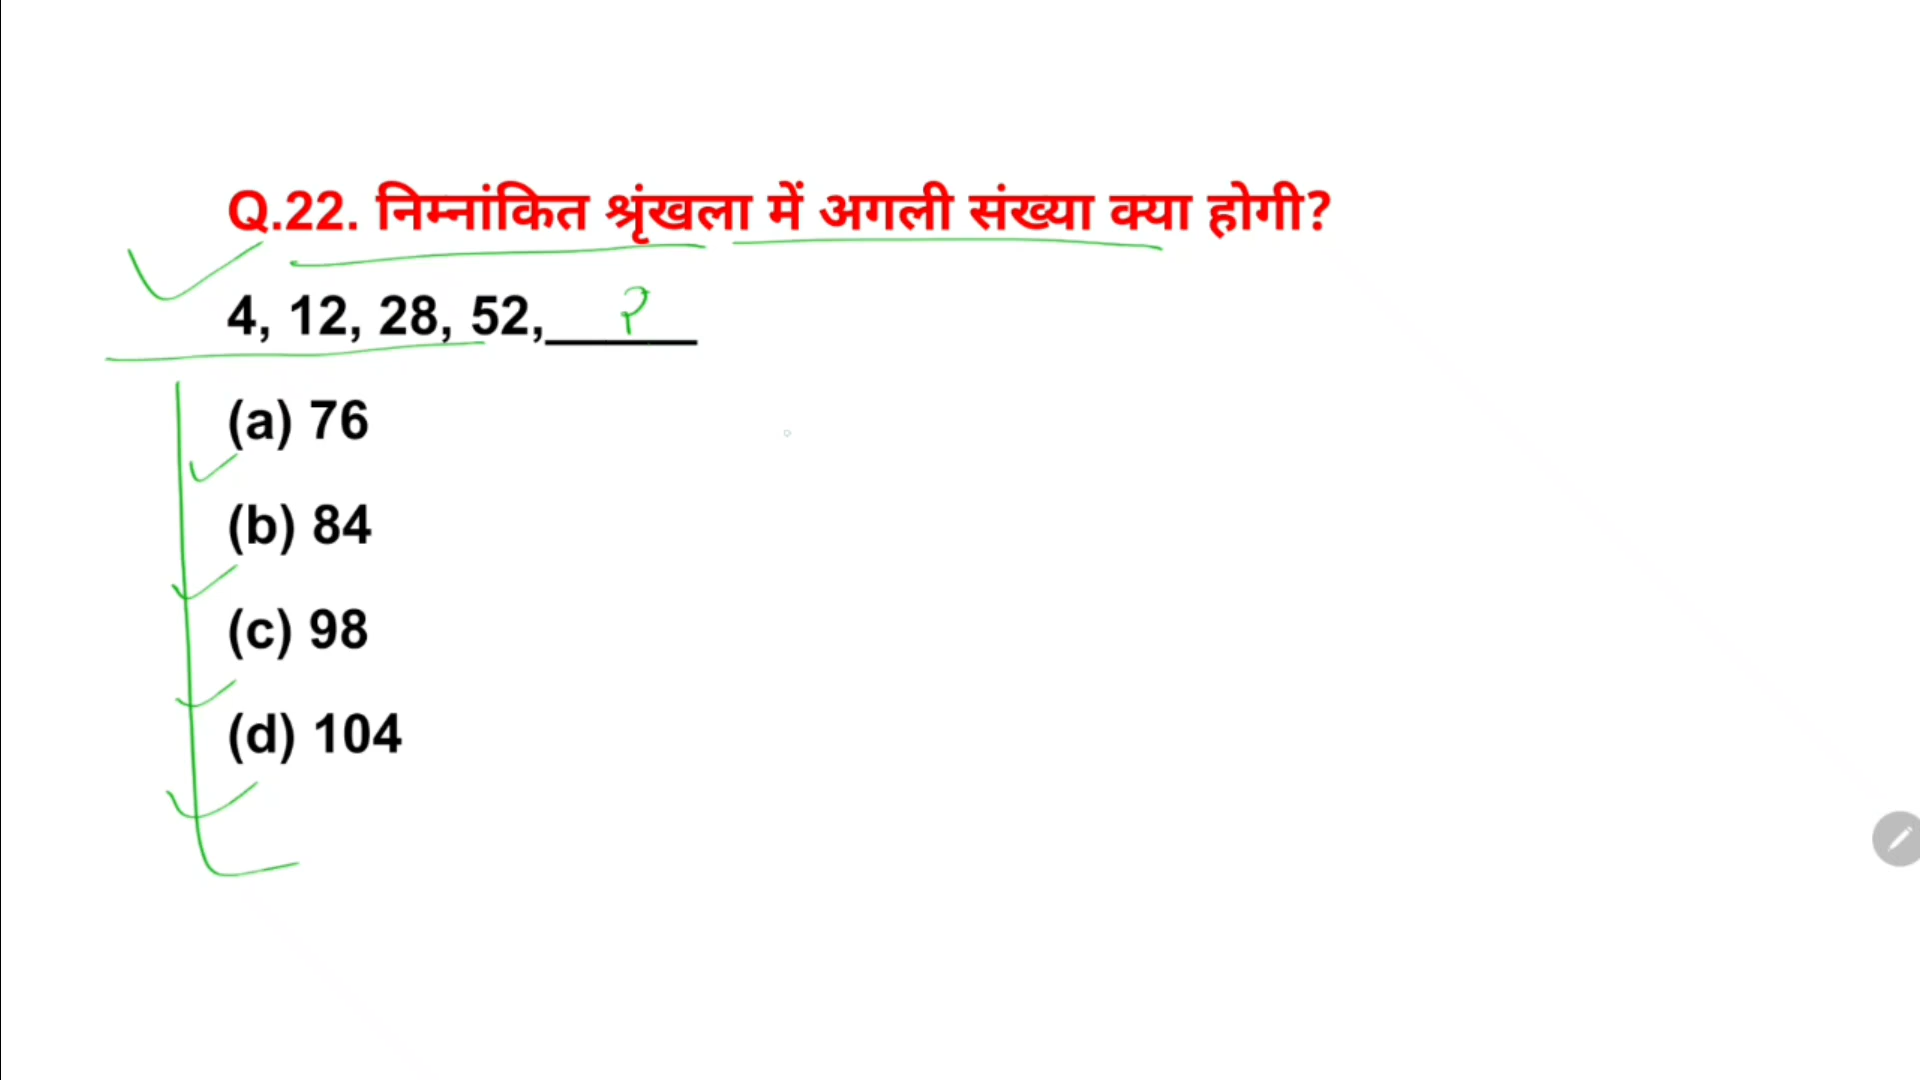 Q.22. निम्नांकित श्रृंखला में अगली संख्या क्या होगी?
4, 12, 28, 52,______ ?
(a) 76
(b) 84
(c) 98
(d) 104